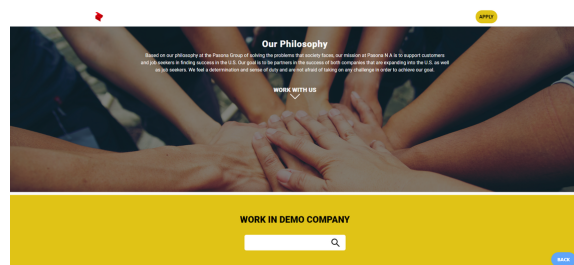 APPLY
Our Philosophy
Based on our philosophy at the Pasona Group of solving the problems that society faces, our mission at Pasona N A is to support customers
and job seekers in finding success in the U.S. Our goal is to be partners in the success of both companies that are expanding into the U.S. as well
as job seekers. We feel a determination and sense of duty and are not afraid of taking on any challenge in order to achieve our goal.
WORK WITH US
WORK IN DEMO COMPANY
BACK